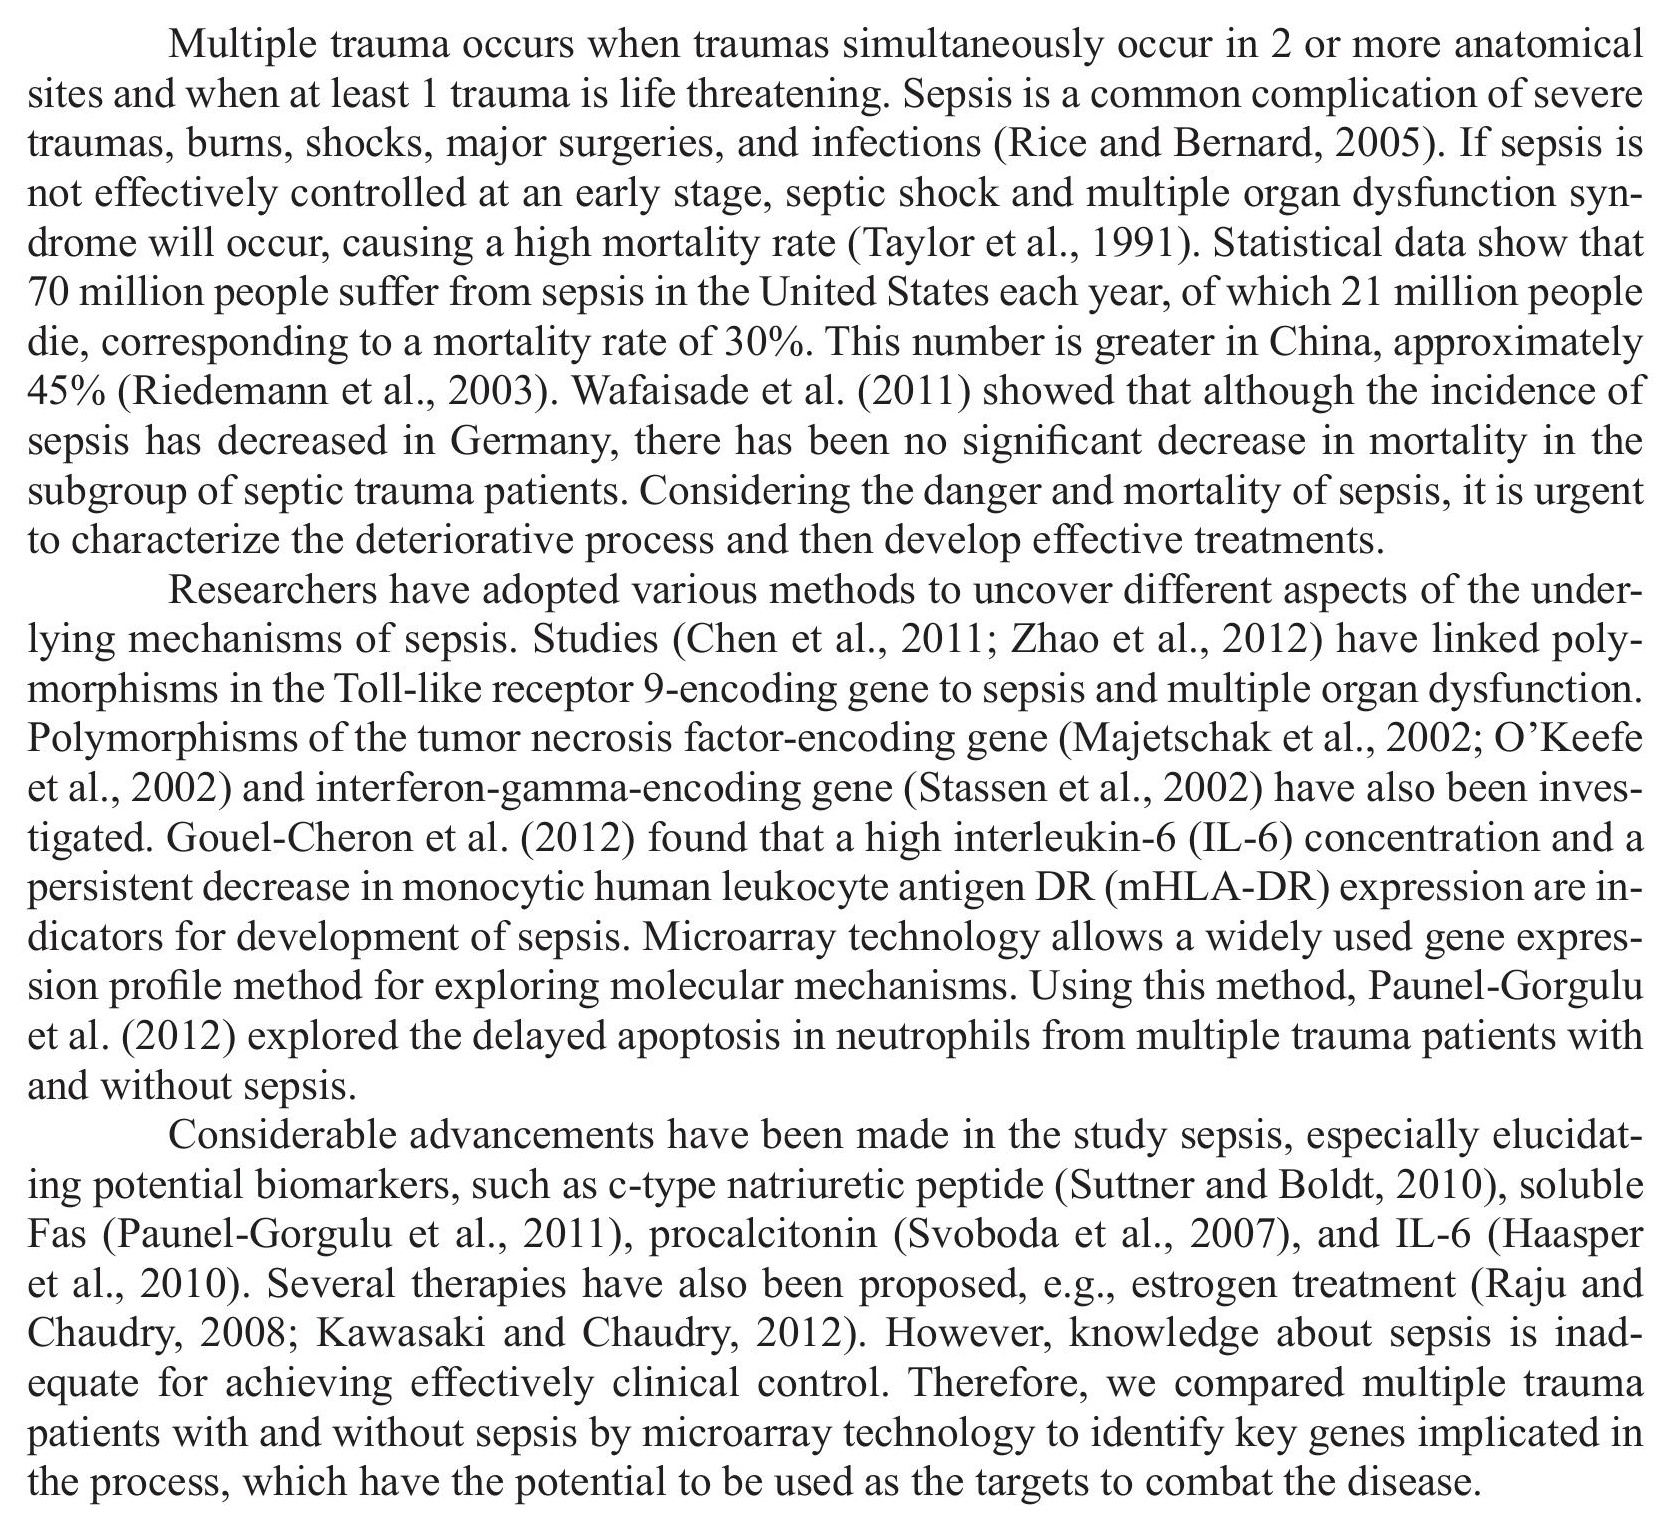 Multiple trauma occurs when traumas simultaneously occur in 2 or more anatomical
sites and when at least 1 trauma is life threatening. Sepsis is a common complication of severe
traumas, burns, shocks, major surgeries, and infections (Rice and Bernard, 2005). If sepsis is
not effectively controlled at an early stage, septic shock and multiple organ dysfunction syn-
drome will occur, causing a high mortality rate (Taylor et al., 1991). Statistical data show that
70 million people suffer from sepsis in the United States each year, of which 21 million people
die, corresponding to a mortality rate of 30%. This number is greater in China, approximately
45% (Riedemann et al., 2003). Wafaisade et al. (2011) showed that although the incidence of
sepsis has decreased in Germany, there has been no significant decrease in mortality in the
subgroup of septic trauma patients. Considering the danger and mortality of sepsis, it is urgent
to characterize the deteriorative process and then develop effective treatments.
Researchers have adopted various methods to uncover different aspects of the under-
lying mechanisms of sepsis. Studies (Chen et al., 2011; Zhao et al., 2012) have linked poly-
morphisms in the Toll-like receptor 9-encoding gene to sepsis and multiple organ dysfunction.
Polymorphisms of the tumor necrosis factor-encoding gene (Majetschak et al., 2002; O’Keefe
et al., 2002) and interferon-gamma-encoding gene (Stassen et al., 2002) have also been inves-
tigated. Gouel-Cheron et al. (2012) found that a high interleukin-6 (IL-6) concentration and a
persistent decrease in monocytic human leukocyte antigen DR (mHLA-DR) expression are in-
dicators for development of sepsis. Microarray technology allows a widely used gene expres-
sion profile method for exploring molecular mechanisms. Using this method, Paunel-Gorgulu
et al. (2012) explored the delayed apoptosis in neutrophils from multiple trauma patients with
and without sepsis.
Considerable advancements have been made in the study sepsis, especially elucidat-
ing potential biomarkers, such as c-type natriuretic peptide (Suttner and Boldt, 2010), soluble
Fas (Paunel-Gorgulu et al., 2011), procalcitonin (Svoboda et al., 2007), and IL-6 (Haasper
et al., 2010). Several therapies have also been proposed, e.g., estrogen treatment (Raju and
Chaudry, 2008; Kawasaki and Chaudry, 2012). However, knowledge about sepsis is inad-
equate for achieving effectively clinical control. Therefore, we compared multiple trauma
patients with and without sepsis by microarray technology to identify key genes implicated in
the process, which have the potential to be used as the targets to combat the disease.